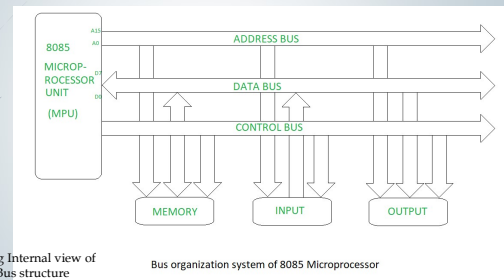 A15
A0
8085
MICROP-
ROCESSOR
UNIT
(MPU)
D7
D0
ADDRESS BUS
DATA BUS
CONTROL BUS
MEMORY
INPUT
OUTPUT
g Internal view of
Bus structure
Bus organization system of 8085 Microprocessor